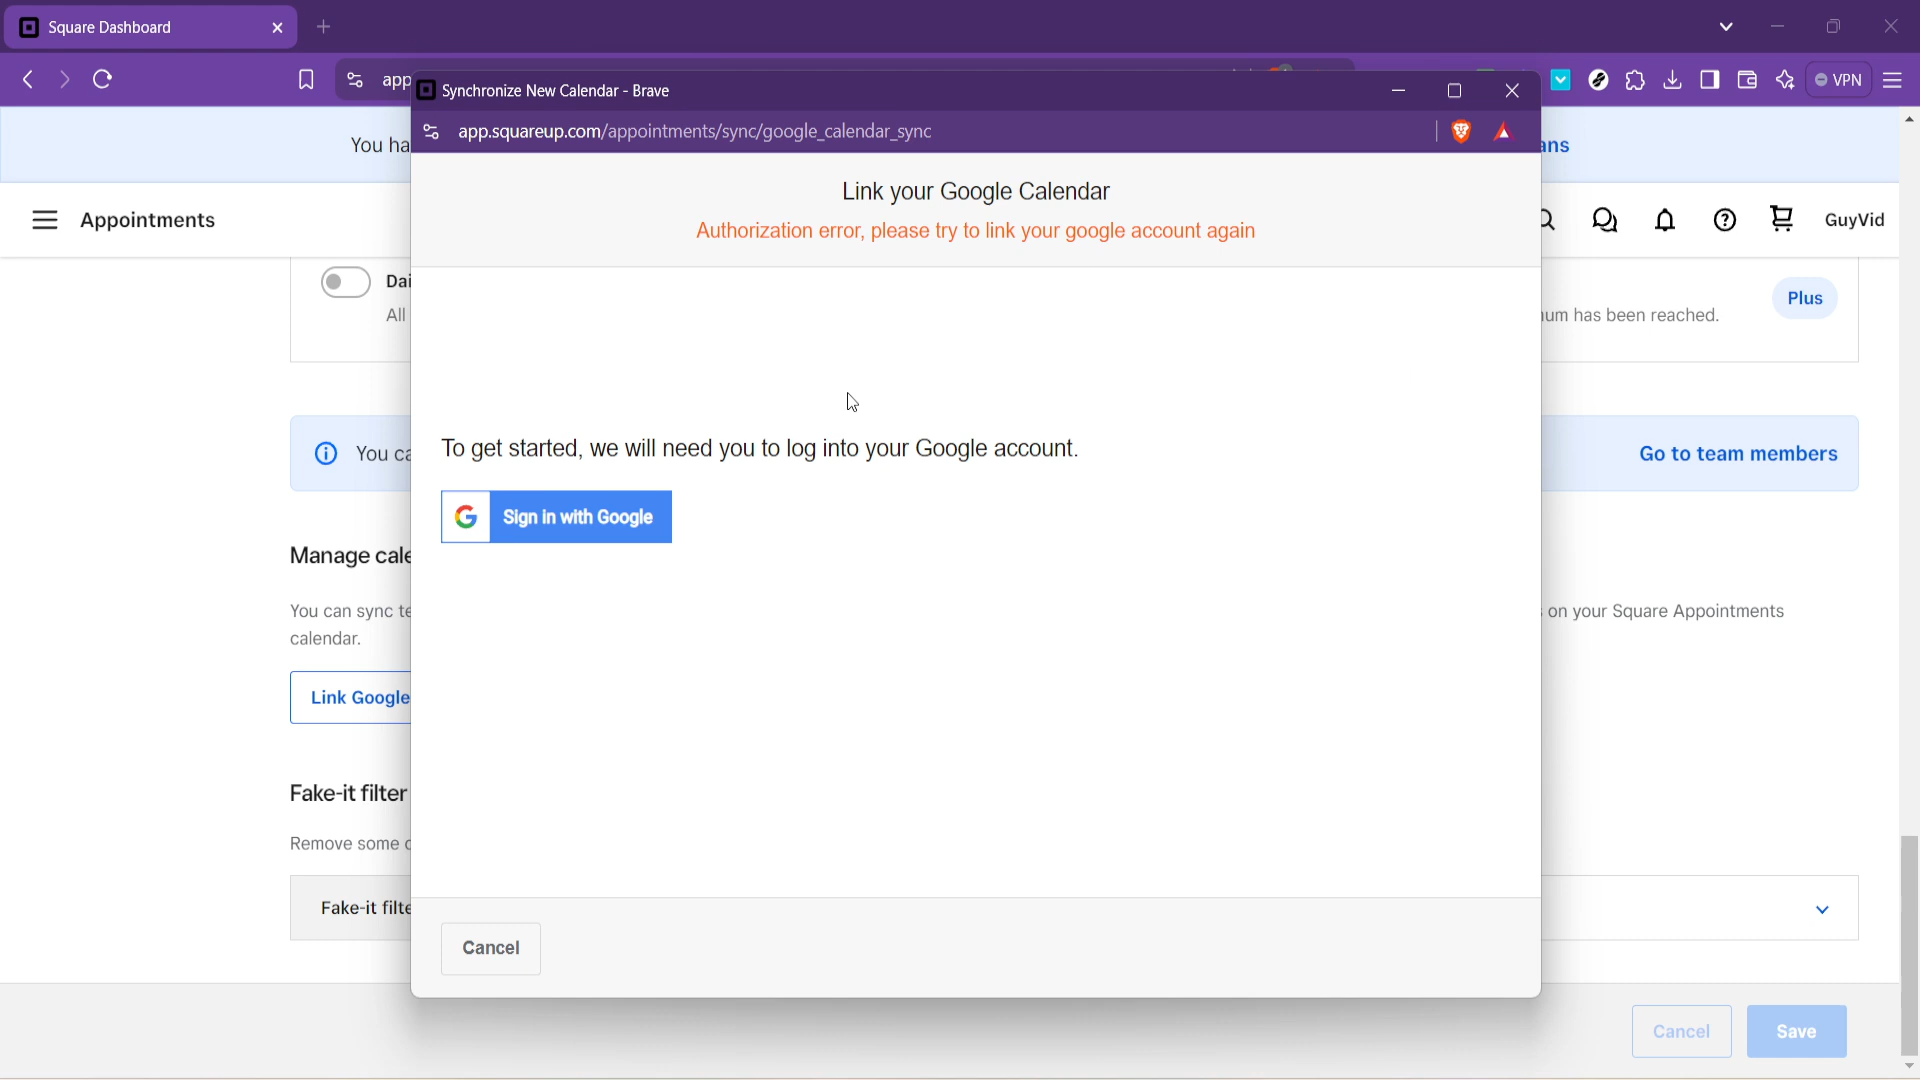 Square Dashboard
app
VPN
Synchronize New Calendar - Brave
app.squareup.com/appointments/sync/google_calendar_sync
You ha
ans
Link your Google Calendar
Authorization error, please try to link your google account again
Appointments
GuyVid
Dai
All
um has been reached.
Plus
To get started, we will need you to log into your Google account.
You ca
Go to team members
Sign in with Google
Manage cale
You can sync te
on your Square Appointments
calendar.
Link Google
Fake-it filter
Remove some c
Fake-it filte
Cancel
Cancel
Save